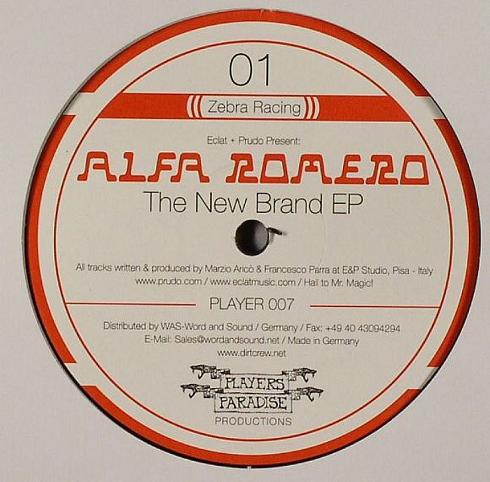 01
((( Zebra Racing )))
Eclat + Prudo Present:
ALFA ROMERO
The New Brand EP
All tracks written & produced by Marzio Aricò & Francesco Parra at E&P Studio, Pisa - Italy
www.prudo.com / www.eclatmusic.com / Hail to Mr. Magic!
PLAYER 007
Distributed by WAS-Word and Sound / Germany / Fax: +49 40 43094294
E-Mail: Sales@wordandsound.net / Made in Germany
www.dirtcrew.net
PLAYERS
PARADISE
PRODUCTIONS